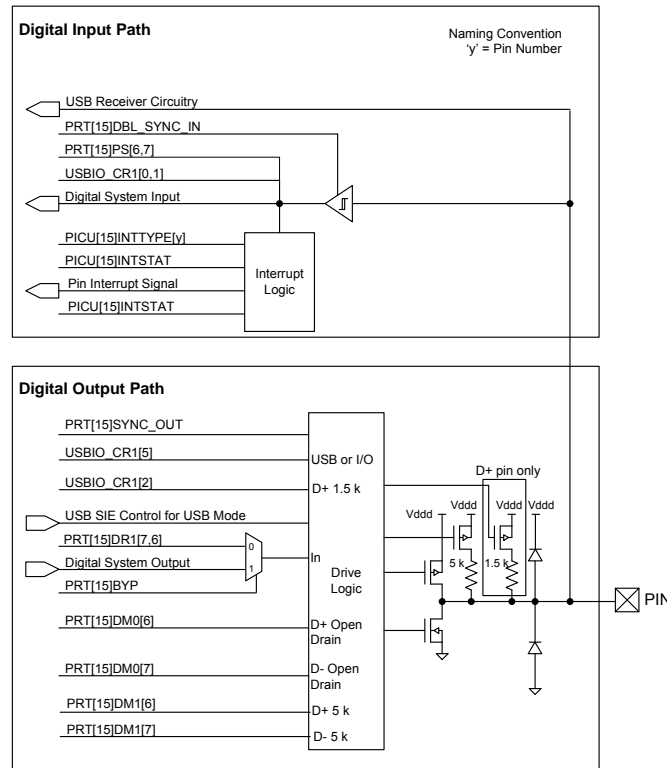 Digital Input Path
Naming Convention
'y' = Pin Number
USB Receiver Circuitry
PRT[15]DBL_SYNC_IN
PRT[15]PS[6,7]
USBIO_CR1[0,1]
Digital System Input
PICU[15]INTTYPE[y]
PICU[15]INTSTAT
Pin Interrupt Signal
PICU[15]INTSTAT
Interrupt
Logic
Digital Output Path
PRT[15]SYNC_OUT
USBIO_CR1[5]
USB or I/O
D+ pin only
USBIO_CR1[2]
D+ 1.5 k
USB SIE Control for USB Mode
Vddd Vddd Vddd Vddd
PRT[15]DR1[7,6]
0
Digital System Output
1
In
5 k
1.5 k
PRT[15]BYP
Drive
Logic
PIN
PRT[15]DM0[6]
D+ Open
Drain
PRT[15]DM0[7]
D- Open
Drain
PRT[15]DM1[6]
D+ 5 k
PRT[15]DM1[7]
D- 5 k